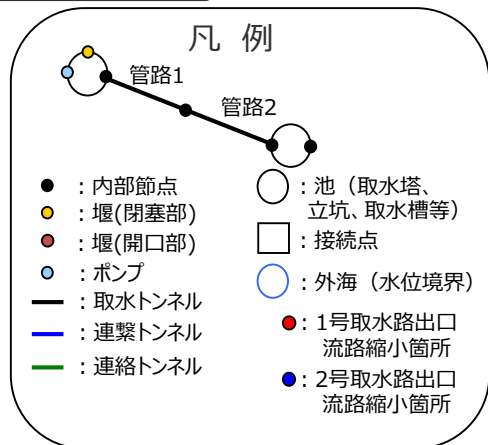 凡 例
管路1
管路2
：内部節点
：堰(閉塞部)
：堰(開口部)
：ポンプ
：取水トンネル
：連繋トンネル
：連絡トンネル
：池（取水塔、
立坑、取水槽等）
：接続点
：外海（水位境界）
：1号取水路出口
流路縮小箇所
：2号取水路出口
流路縮小箇所